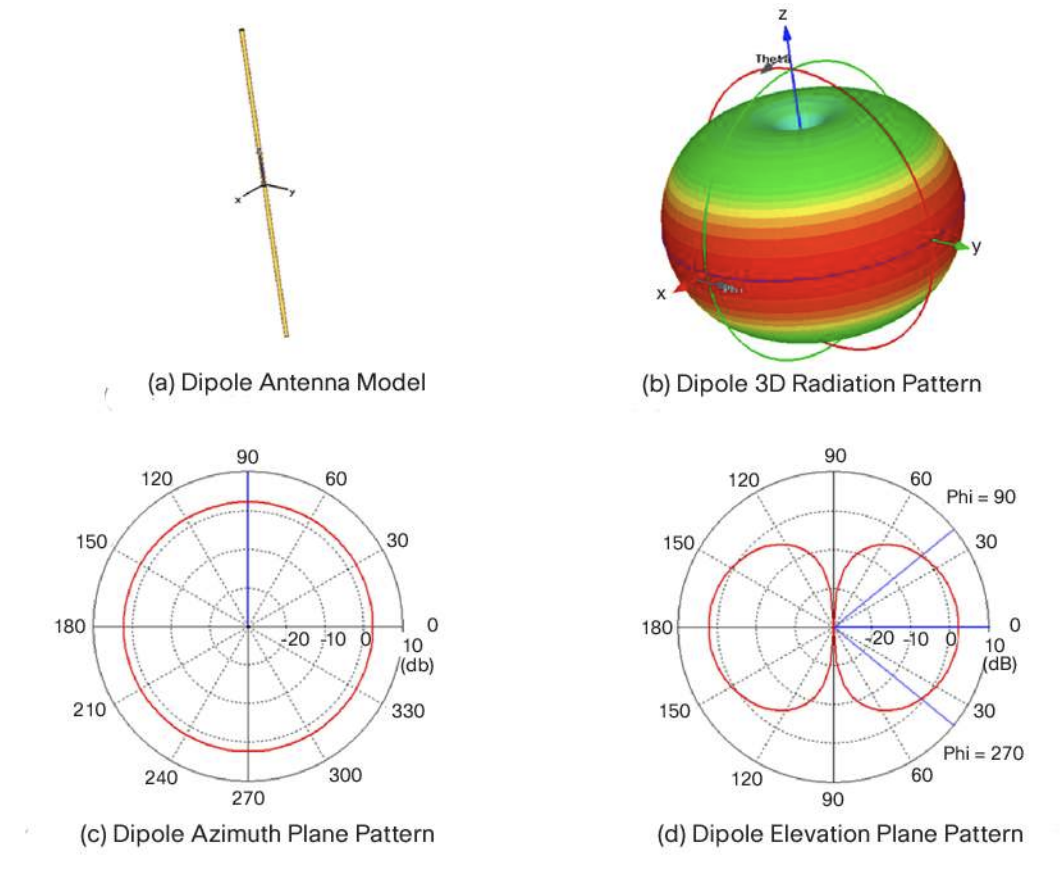 z
Theta
x
y
x
y
Phi
(a) Dipole Antenna Model
(b) Dipole 3D Radiation Pattern
90
120
60
150
30
180
0
-20 -10 0 10
(db)
210
330
240
300
270
(c) Dipole Azimuth Plane Pattern
90
120
60
Phi = 90
150
30
180
0
-20 -10 0 10
(dB)
150
30
Phi = 270
120
60
90
(d) Dipole Elevation Plane Pattern